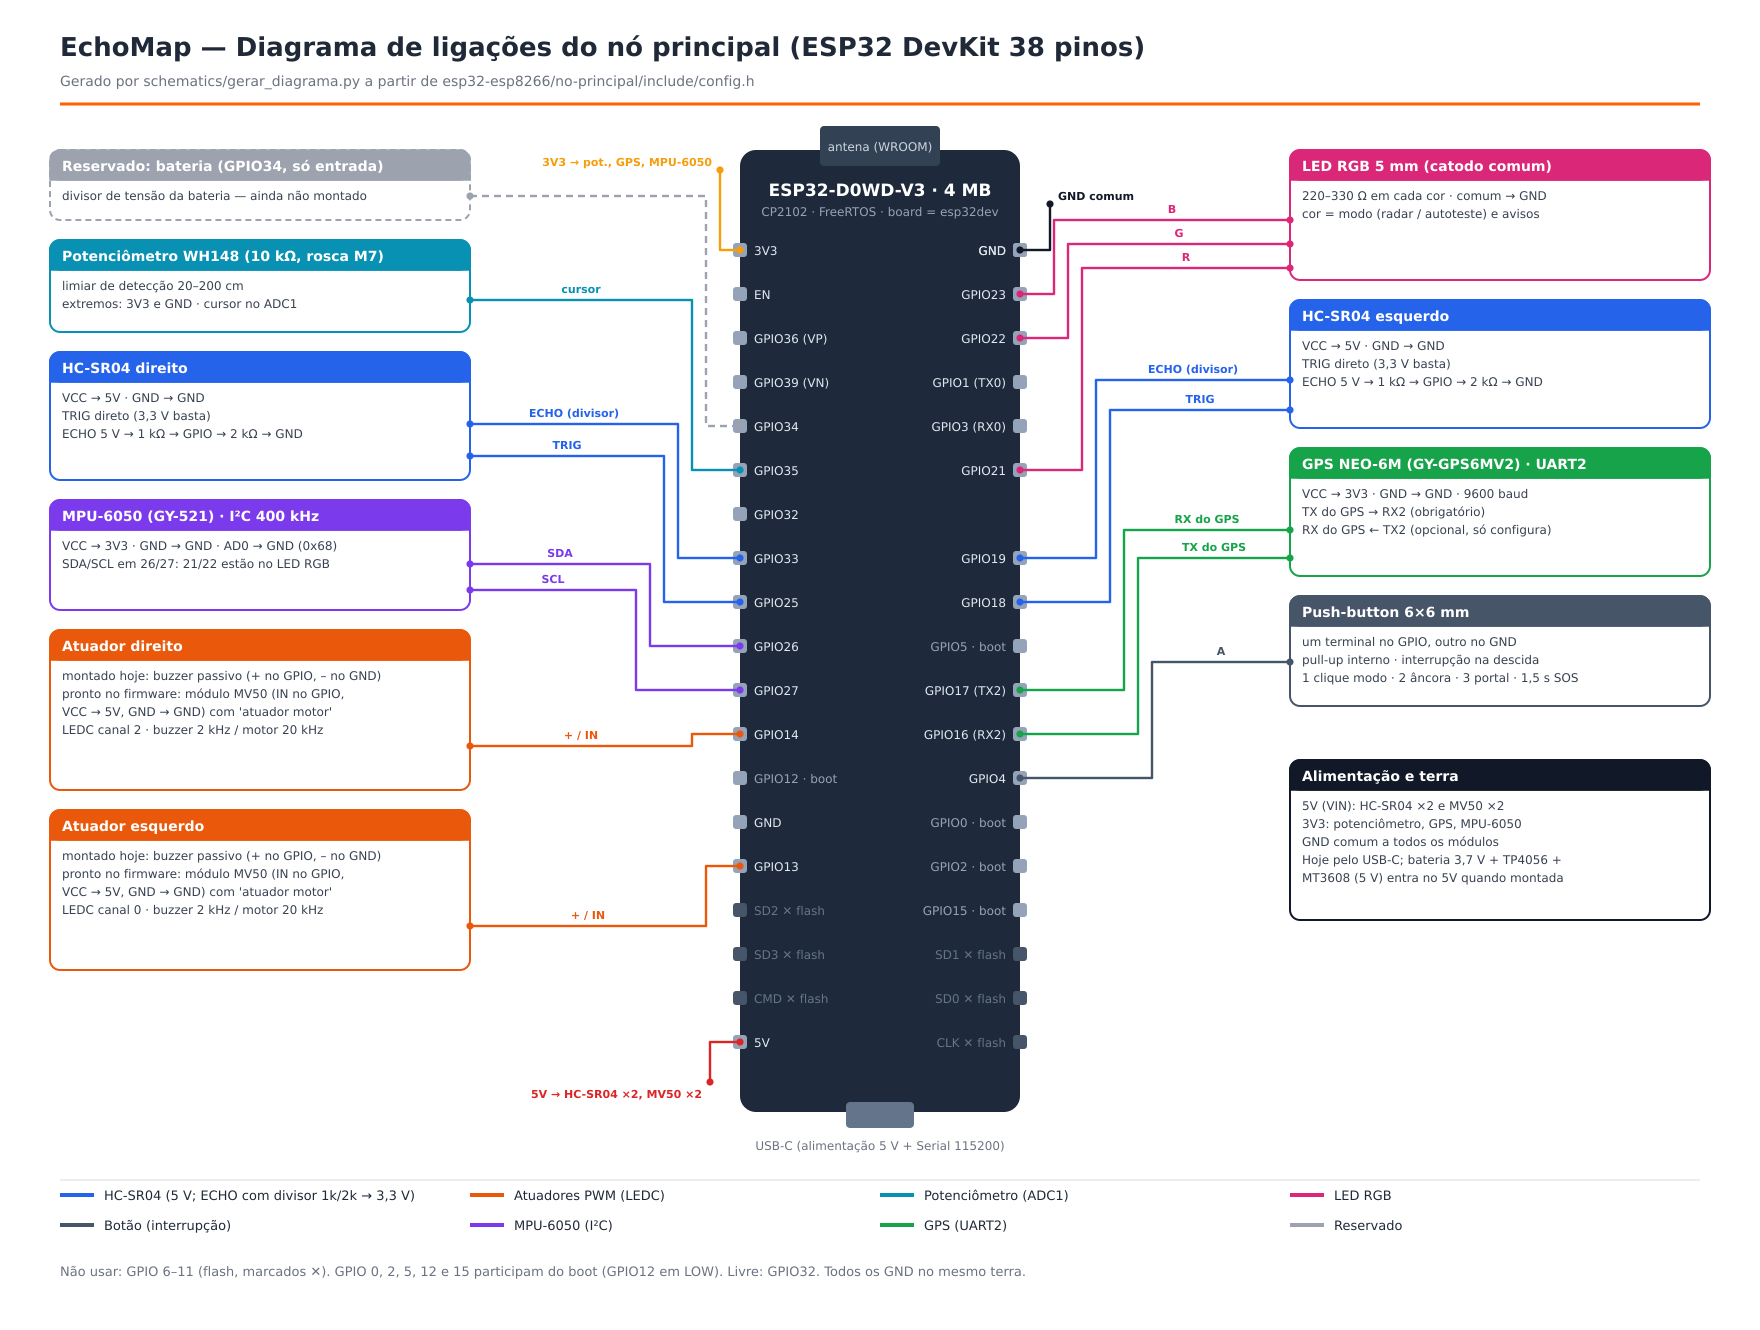 EchoMap — Diagrama de ligações do nó principal (ESP32 DevKit 38 pinos)
Gerado por schematics/gerar_diagrama.py a partir de esp32-esp8266/no-principal/include/config.h
Reservado: bateria (GPIO34, só entrada)
divisor de tensão da bateria — ainda não montado
Potenciômetro WH148 (10 kΩ, rosca M7)
limiar de detecção 20–200 cm
extremos: 3V3 e GND · cursor no ADC1
HC-SR04 direito
VCC → 5V · GND → GND
TRIG direto (3,3 V basta)
ECHO 5 V → 1 kΩ → GPIO → 2 kΩ → GND
MPU-6050 (GY-521) · I²C 400 kHz
VCC → 3V3 · GND → GND · AD0 → GND (0x68)
SDA/SCL em 26/27: 21/22 estão no LED RGB
Atuador direito
montado hoje: buzzer passivo (+ no GPIO, – no GND)
pronto no firmware: módulo MV50 (IN no GPIO,
VCC → 5V, GND → GND) com 'atuador motor'
LEDC canal 2 · buzzer 2 kHz / motor 20 kHz
Atuador esquerdo
montado hoje: buzzer passivo (+ no GPIO, – no GND)
pronto no firmware: módulo MV50 (IN no GPIO,
VCC → 5V, GND → GND) com 'atuador motor'
LEDC canal 0 · buzzer 2 kHz / motor 20 kHz
3V3 → pot., GPS, MPU-6050
cursor
ECHO (divisor)
TRIG
SDA
SCL
+ / IN
+ / IN
5V → HC-SR04 ×2, MV50 ×2
antena (WROOM)
ESP32-D0WD-V3 · 4 MB
CP2102 · FreeRTOS · board = esp32dev
3V3
EN
GPIO36 (VP)
GPIO39 (VN)
GPIO34
GPIO35
GPIO32
GPIO33
GPIO25
GPIO26
GPIO27
GPIO14
GPIO12 · boot
GND
GPIO13
SD2 ✕ flash
SD3 ✕ flash
CMD ✕ flash
5V
GND
GPIO23
GPIO22
GPIO1 (TX0)
GPIO3 (RX0)
GPIO21
GPIO19
GPIO18
GPIO5 · boot
GPIO17 (TX2)
GPIO16 (RX2)
GPIO4
GPIO0 · boot
GPIO2 · boot
GPIO15 · boot
SD1 ✕ flash
SD0 ✕ flash
CLK ✕ flash
USB-C (alimentação 5 V + Serial 115200)
GND comum
B
G
R
ECHO (divisor)
TRIG
RX do GPS
TX do GPS
A
LED RGB 5 mm (catodo comum)
220–330 Ω em cada cor · comum → GND
cor = modo (radar / autoteste) e avisos
HC-SR04 esquerdo
VCC → 5V · GND → GND
TRIG direto (3,3 V basta)
ECHO 5 V → 1 kΩ → GPIO → 2 kΩ → GND
GPS NEO-6M (GY-GPS6MV2) · UART2
VCC → 3V3 · GND → GND · 9600 baud
TX do GPS → RX2 (obrigatório)
RX do GPS ← TX2 (opcional, só configura)
Push-button 6×6 mm
um terminal no GPIO, outro no GND
pull-up interno · interrupção na descida
1 clique modo · 2 âncora · 3 portal · 1,5 s SOS
Alimentação e terra
5V (VIN): HC-SR04 ×2 e MV50 ×2
3V3: potenciômetro, GPS, MPU-6050
GND comum a todos os módulos
Hoje pelo USB-C; bateria 3,7 V + TP4056 +
MT3608 (5 V) entra no 5V quando montada
HC-SR04 (5 V; ECHO com divisor 1k/2k → 3,3 V)
Atuadores PWM (LEDC)
Potenciômetro (ADC1)
LED RGB
Botão (interrupção)
MPU-6050 (I²C)
GPS (UART2)
Reservado
Não usar: GPIO 6–11 (flash, marcados ✕). GPIO 0, 2, 5, 12 e 15 participam do boot (GPIO12 em LOW). Livre: GPIO32. Todos os GND no mesmo terra.